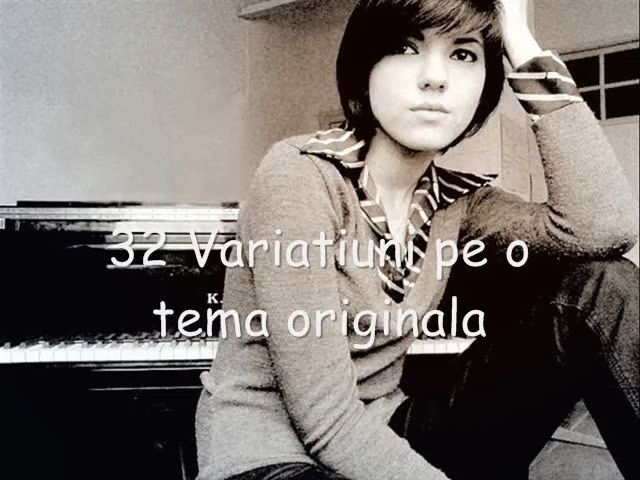 32 Variatiuni pe o
tema originala
K.